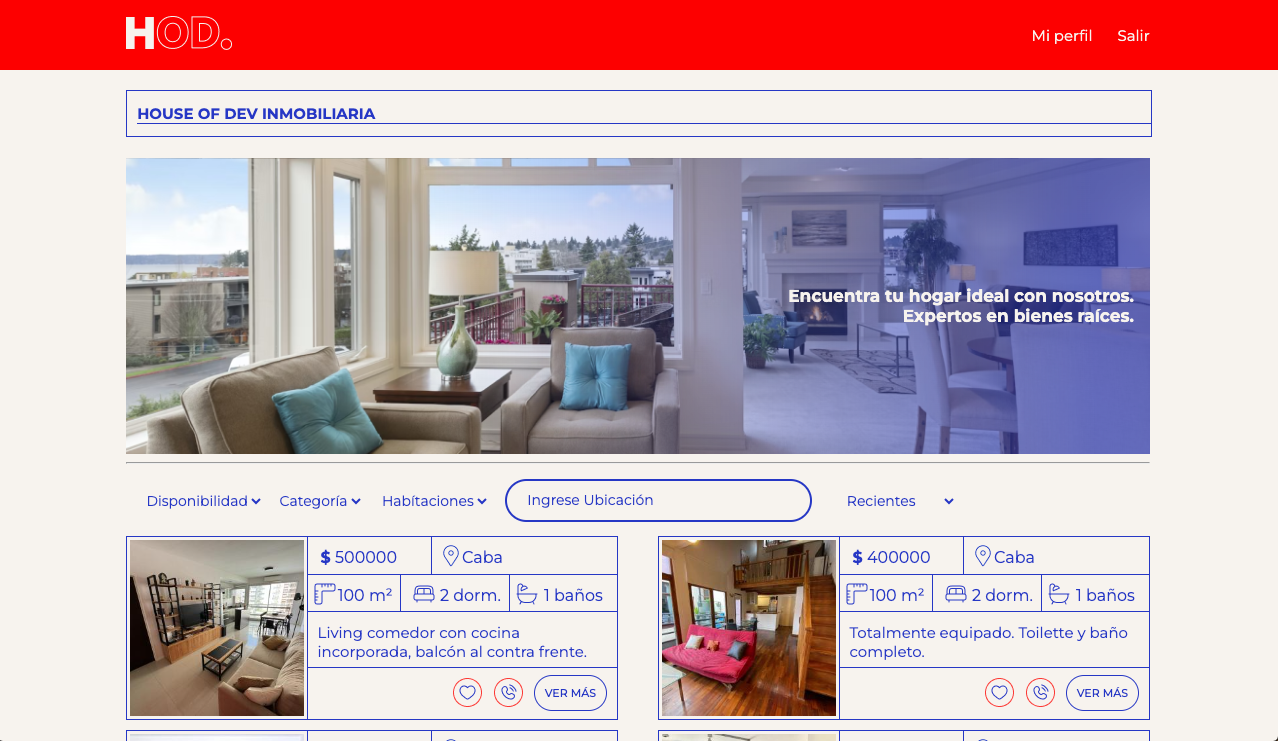 HOD.
Mi perfil
Salir
HOUSE OF DEV INMOBILIARIA
Encuentra tu hogar ideal con nosotros.
Expertos en bienes raíces.
Disponibilidad
Categoría
Habítaciones
Ingrese Ubicación
Recientes
$ 500000
Caba
100 m²
2 dorm.
1 baños
Living comedor con cocina
incorporada, balcón al contra frente.
VER MÁS
$ 400000
Caba
100 m²
2 dorm.
1 baños
Totalmente equipado. Toilette y baño
completo.
VER MÁS